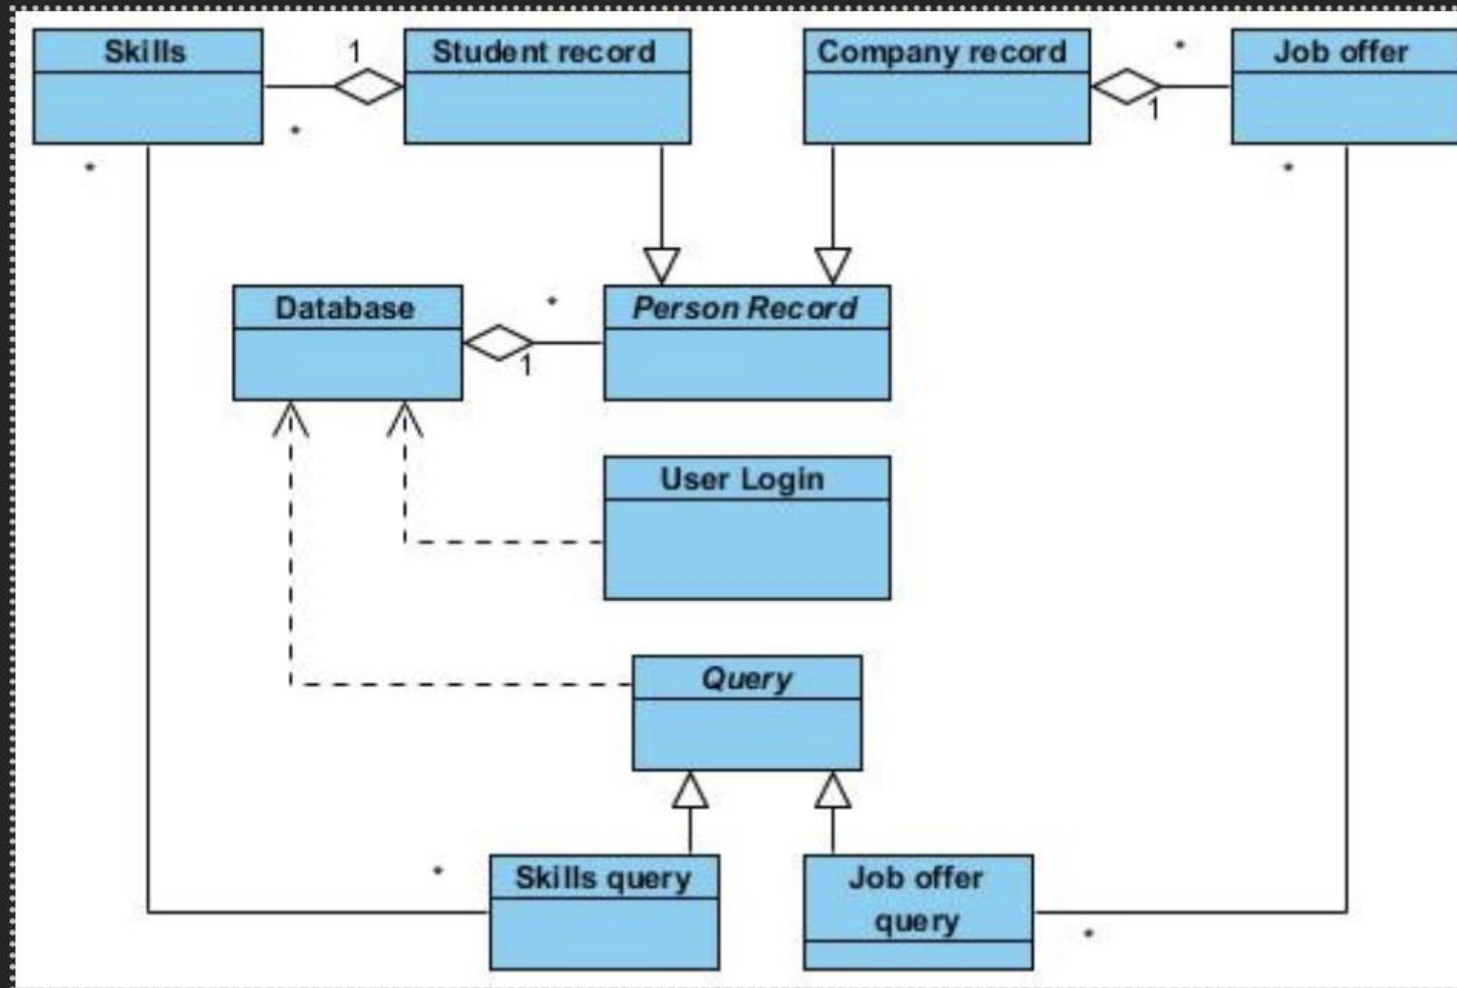 Skills
1
Student record
Company record
*
1
Job offer
*
*
*
Database
*
1
Person Record
User Login
Query
*
Skills query
Job offer
query
*